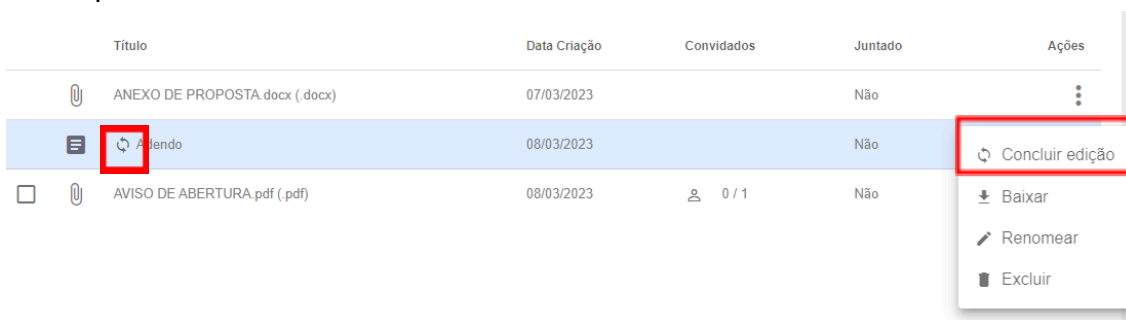 Título Data Criação Convidados Juntado Ações
ANEXO DE PROPOSTA.docx (.docx) 07/03/2023 Não
Adendo 08/03/2023 Não
Concluir edição
AVISO DE ABERTURA.pdf (.pdf) 08/03/2023 0 / 1 Não
Baixar
Renomear
Excluir